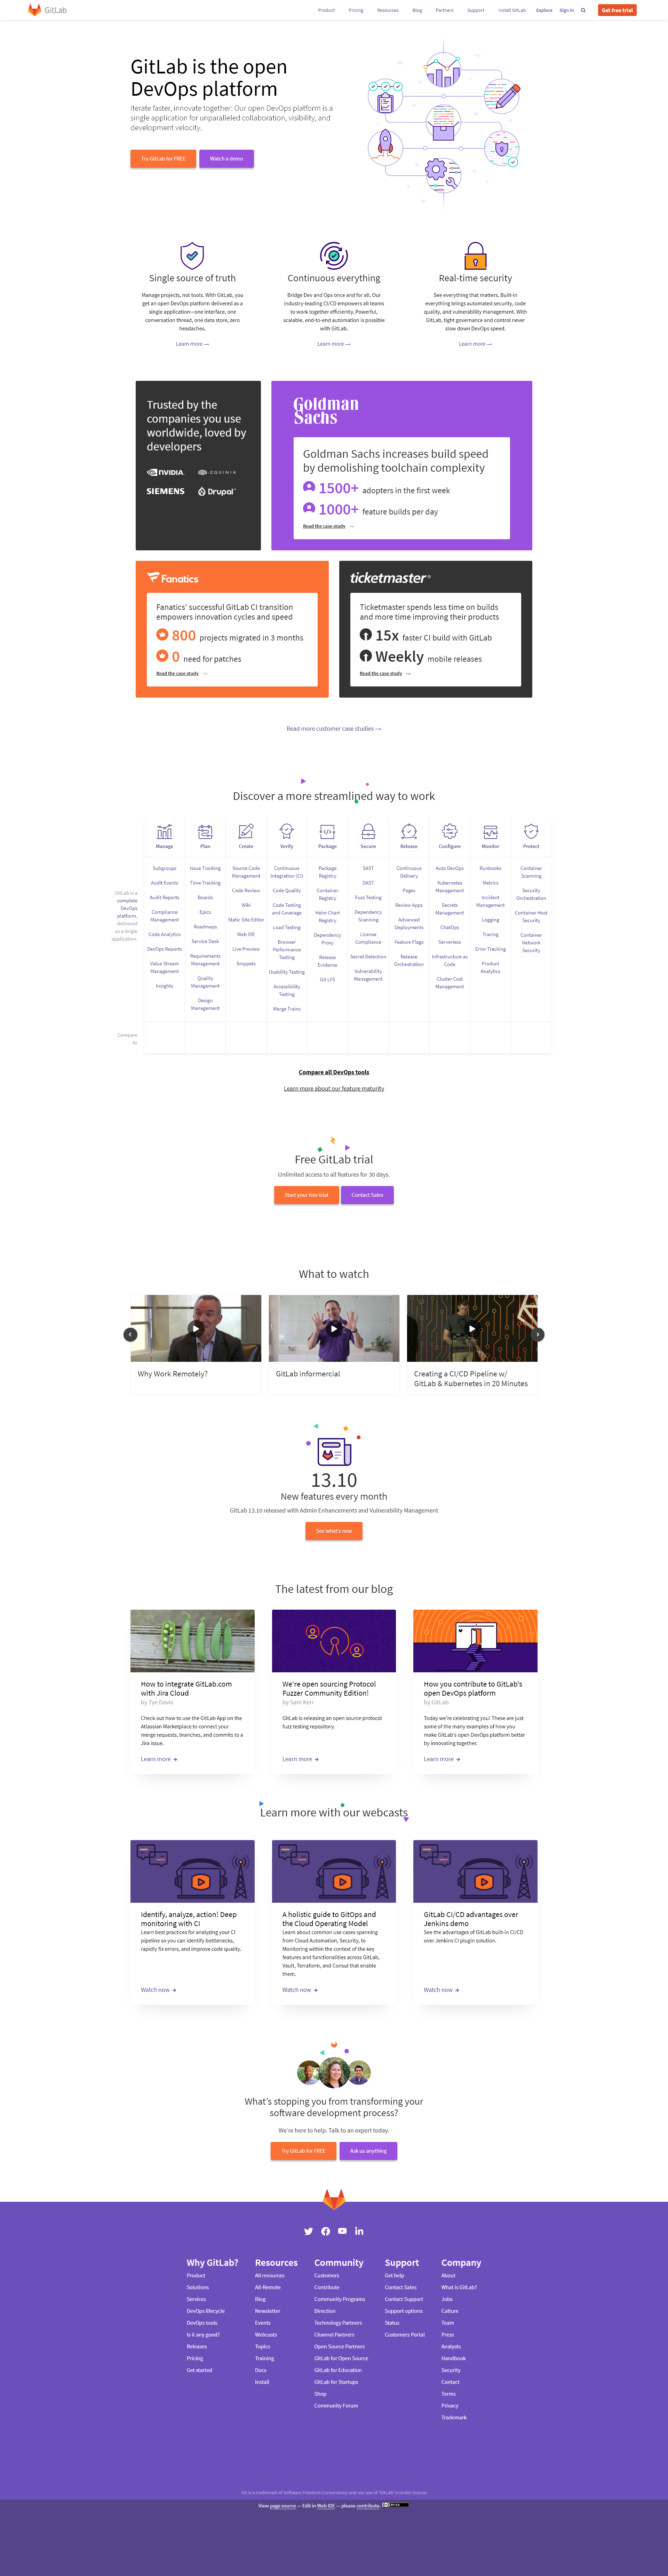 GitLab
Product Pricing Resources Blog Partners Support Install GitLab Explore Sign in Get free trial
GitLab is the open
DevOps platform
Iterate faster, innovate together: Our open DevOps platform is a
single application for unparalleled collaboration, visibility, and
development velocity.
Try GitLab for FREE Watch a demo
Single source of truth
Manage projects, not tools. With GitLab, you
get an open DevOps platform delivered as a
single application—one interface, one
conversation thread, one data store, zero
headaches.
Learn more →
Continuous everything
Bridge Dev and Ops once and for all. Our
industry-leading CI/CD empowers all teams
to work together efficiently. Powerful,
scalable, end-to-end automation is possible
with GitLab.
Learn more →
Real-time security
See everything that matters. Built-in
everything brings automated security, code
quality, and vulnerability management. With
GitLab, tight governance and control never
slow down DevOps speed.
Learn more →
Trusted by the
companies you use
worldwide, loved by
developers
NVIDIA EQUINIX
SIEMENS Drupal
Goldman
Sachs
Goldman Sachs increases build speed
by demolishing toolchain complexity
1500+ adopters in the first week
1000+ feature builds per day
Read the case study →
Fanatics
Fanatics' successful GitLab CI transition
empowers innovation cycles and speed
800 projects migrated in 3 months
0 need for patches
Read the case study →
ticketmaster®
Ticketmaster spends less time on builds
and more time improving their products
15x faster CI build with GitLab
Weekly mobile releases
Read the case study →
Read more customer case studies →
Discover a more streamlined way to work
GitLab is a
complete
DevOps
platform,
delivered
as a single
application.
Manage
Subgroups
Audit Events
Audit Reports
Compliance
Management
Code Analytics
DevOps Reports
Value Stream
Management
Insights
Plan
Issue Tracking
Time Tracking
Boards
Epics
Roadmaps
Service Desk
Requirements
Management
Quality
Management
Design
Management
Create
Source Code
Management
Code Review
Wiki
Static Site Editor
Web IDE
Live Preview
Snippets
Verify
Continuous
Integration (CI)
Code Quality
Code Testing
and Coverage
Load Testing
Browser
Performance
Testing
Usability Testing
Accessibility
Testing
Merge Trains
Package
Package
Registry
Container
Registry
Helm Chart
Registry
Dependency
Proxy
Release
Evidence
Git LFS
Secure
SAST
DAST
Fuzz Testing
Dependency
Scanning
License
Compliance
Secret Detection
Vulnerability
Management
Release
Continuous
Delivery
Pages
Review Apps
Advanced
Deployments
Feature Flags
Release
Orchestration
Configure
Auto DevOps
Kubernetes
Management
Secrets
Management
ChatOps
Serverless
Infrastructure as
Code
Cluster Cost
Management
Monitor
Runbooks
Metrics
Incident
Management
Logging
Tracing
Error Tracking
Product
Analytics
Protect
Container
Scanning
Security
Orchestration
Container Host
Security
Container
Network
Security
Compare
to:
Compare all DevOps tools
Learn more about our feature maturity
Free GitLab trial
Unlimited access to all features for 30 days.
Start your free trial Contact Sales
What to watch
Why Work Remotely?
GitLab infomercial
Creating a CI/CD Pipeline w/
GitLab & Kubernetes in 20 Minutes
13.10
New features every month
GitLab 13.10 released with Admin Enhancements and Vulnerability Management
See what's new
The latest from our blog
How to integrate GitLab.com
with Jira Cloud
by Tye Davis
Check out how to use the GitLab App on the
Atlassian Marketplace to connect your
merge requests, branches, and commits to a
Jira issue.
Learn more →
We're open sourcing Protocol
Fuzzer Community Edition!
by Sam Kerr
GitLab is releasing an open source protocol
fuzz testing repository.
Learn more →
How you contribute to GitLab's
open DevOps platform
by GitLab
Today we're celebrating you! These are just
some of the many examples of how you
make GitLab's open DevOps platform better
by innovating together.
Learn more →
Learn more with our webcasts
Identify, analyze, action! Deep
monitoring with CI
Learn best practices for analyzing your CI
pipeline so you can identify bottlenecks,
rapidly fix errors, and improve code quality.
Watch now →
A holistic guide to GitOps and
the Cloud Operating Model
Learn about common use cases spanning
from Cloud Automation, Security, to
Monitoring within the context of the key
features and functionalities across GitLab,
Vault, Terraform, and Consul that enable
them.
Watch now →
GitLab CI/CD advantages over
Jenkins demo
See the advantages of GitLab built-in CI/CD
over Jenkins CI plugin solution.
Watch now →
What's stopping you from transforming your
software development process?
We're here to help. Talk to an expert today.
Try GitLab for FREE Ask us anything
Why GitLab?
Product
Solutions
Services
DevOps lifecycle
DevOps tools
Is it any good?
Releases
Pricing
Get started
Resources
All resources
All-Remote
Blog
Newsletter
Events
Webcasts
Topics
Training
Docs
Install
Community
Customers
Contribute
Community Programs
Direction
Technology Partners
Channel Partners
Open Source Partners
GitLab for Open Source
GitLab for Education
GitLab for Startups
Shop
Community Forum
Support
Get help
Contact Sales
Contact Support
Support options
Status
Customers Portal
Company
About
What is GitLab?
Jobs
Culture
Team
Press
Analysts
Handbook
Security
Contact
Terms
Privacy
Trademark
Git is a trademark of Software Freedom Conservancy and our use of 'GitLab' is under license
View page source — Edit in Web IDE — please contribute.